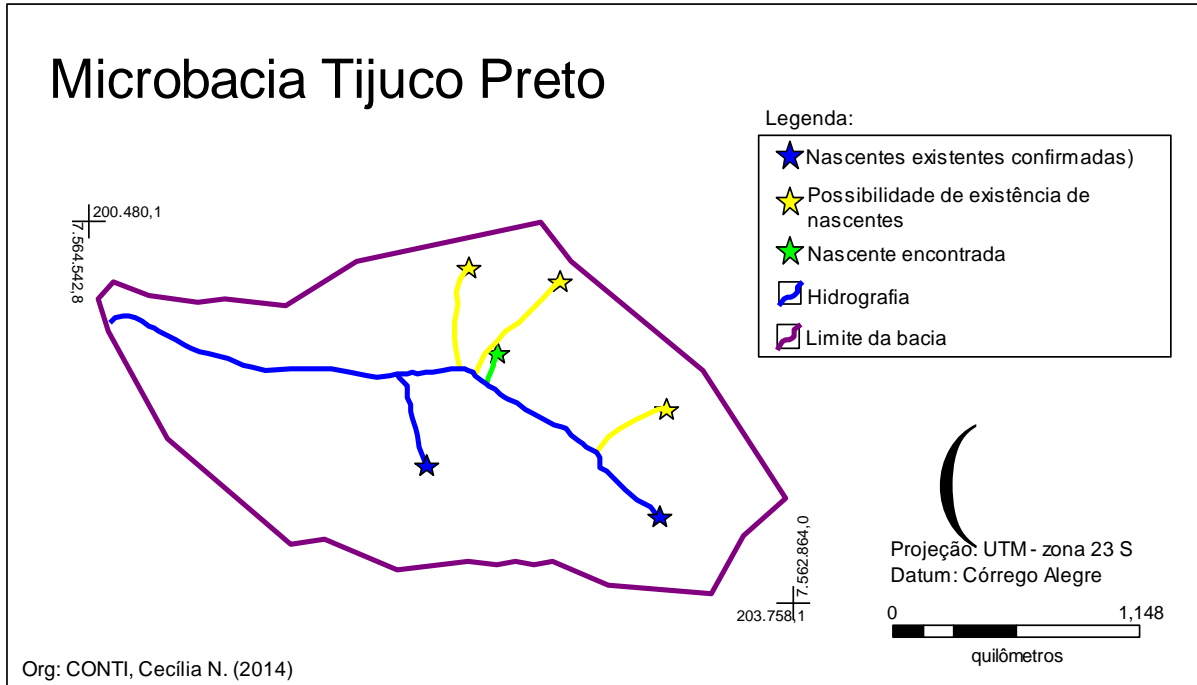 Microbacia Tijuco Preto
Legenda:
Nascentes existentes confirmadas)
Possibilidade de existência de
nascentes
Nascente encontrada
Hidrografia
Limite da bacia
200.480,1
7.564.542,8
7.562.864,0
203.758,1
Projeção: UTM - zona 23 S
Datum: Córrego Alegre
0 1,148
quilômetros
Org: CONTI, Cecília N. (2014)